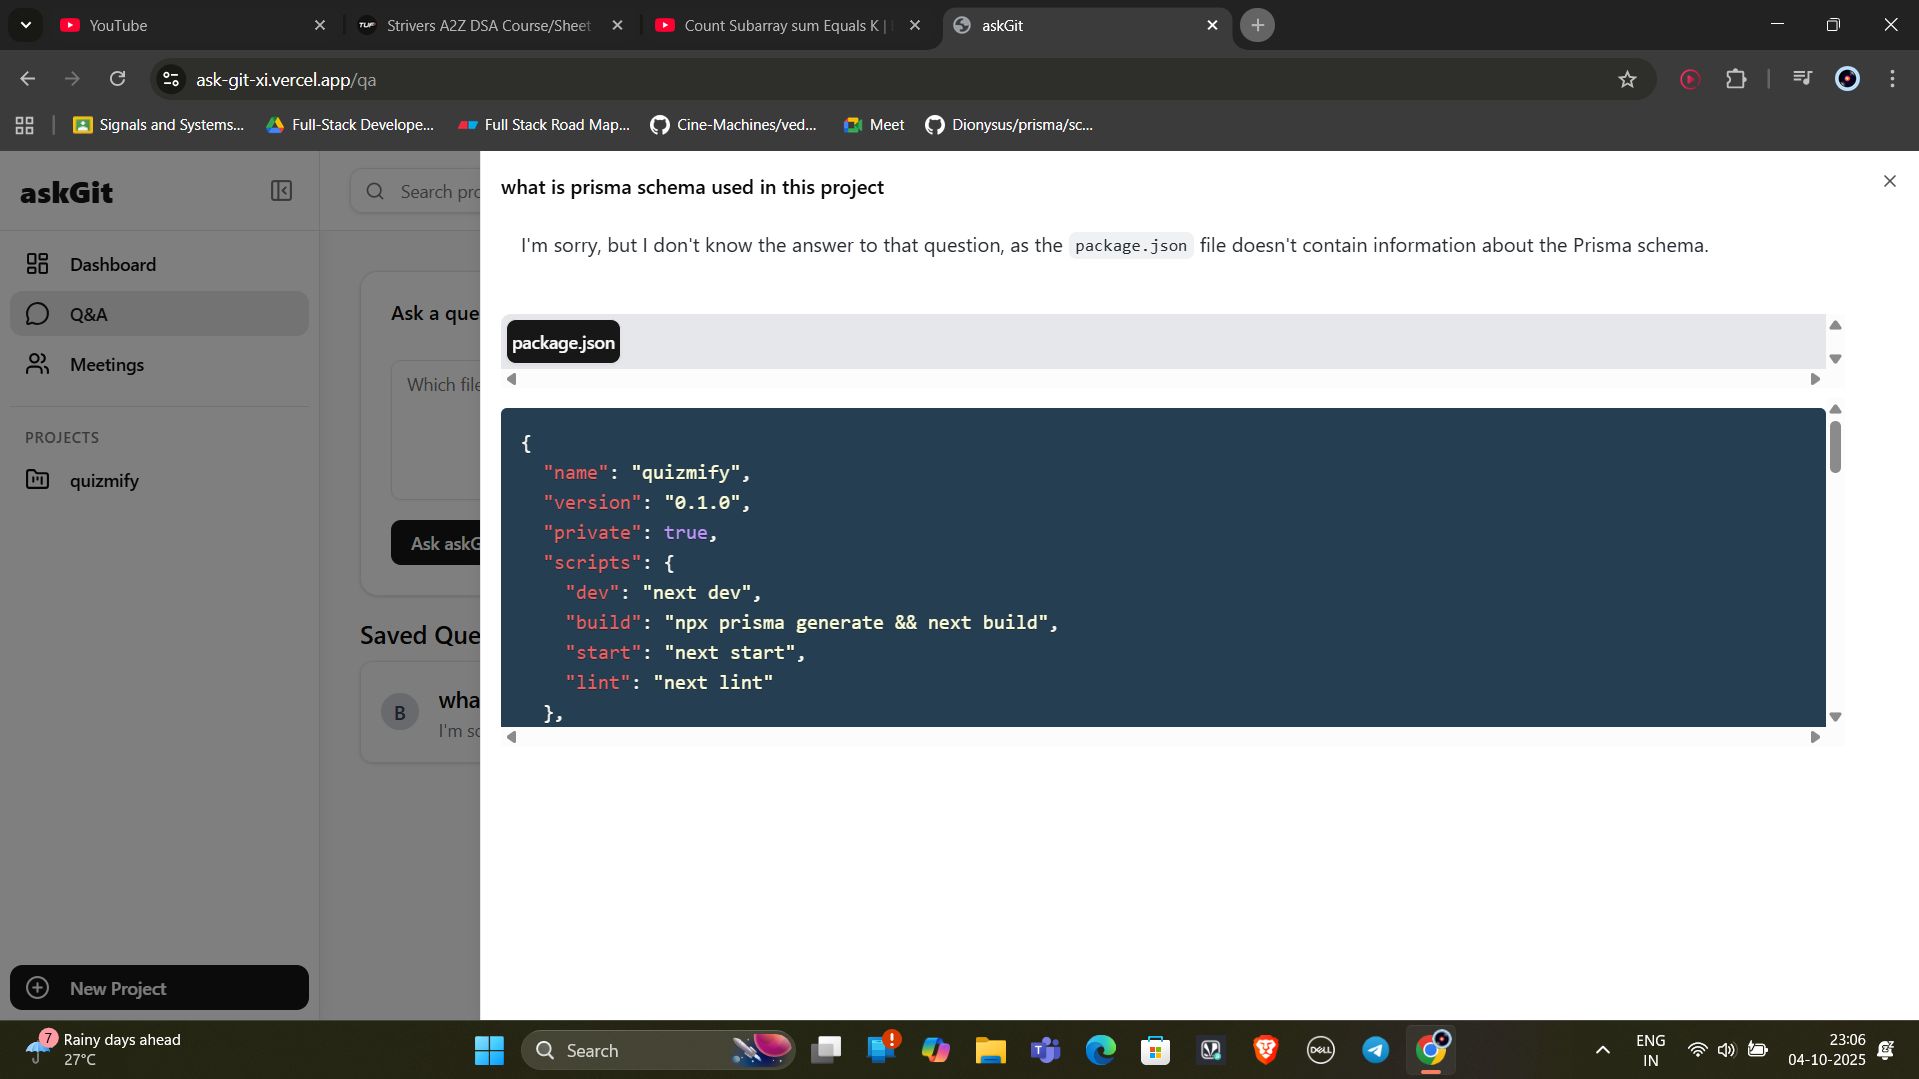 YouTube
Strivers A2Z DSA Course/Sheet
Count Subarray sum Equals K |
askGit
ask-git-xi.vercel.app/qa
Signals and Systems...
Full-Stack Develope...
Full Stack Road Map...
Cine-Machines/ved...
Meet
Dionysus/prisma/sc...
askGit
Search pro
Dashboard
Q&A
Meetings
PROJECTS
quizmify
New Project
Ask a que
Which file
Ask askG
Saved Que
B
wha
I'm so
what is prisma schema used in this project
I'm sorry, but I don't know the answer to that question, as the package.json file doesn't contain information about the Prisma schema.
package.json
{
"name": "quizmify",
"version": "0.1.0",
"private": true,
"scripts": {
"dev": "next dev",
"build": "npx prisma generate && next build",
"start": "next start",
"lint": "next lint"
},
7
Rainy days ahead
27°C
Search
DELL
ENG
IN
23:06
04-10-2025